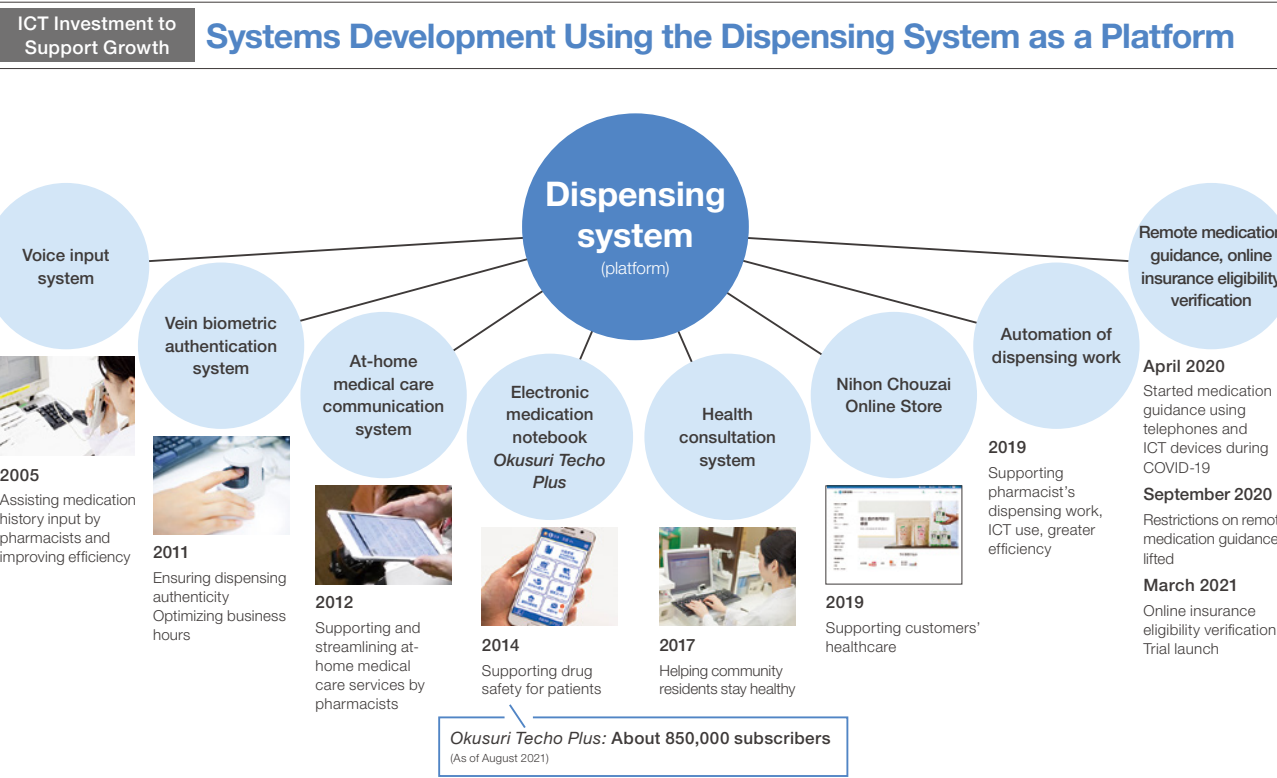 ICT Investment to
Support Growth
Systems Development Using the Dispensing System as a Platform
Dispensing
system
(platform)
Voice input
system
2005
Assisting medication
history input by
pharmacists and
improving efficiency
Vein biometric
authentication
system
2011
Ensuring dispensing
authenticity
Optimizing business
hours
At-home
medical care
communication
system
2012
Supporting and
streamlining at-
home medical
care services by
pharmacists
Electronic
medication
notebook
Okusuri Techo
Plus
2014
Supporting drug
safety for patients
Okusuri Techo Plus: About 850,000 subscribers
(As of August 2021)
Health
consultation
system
2017
Helping community
residents stay healthy
Nihon Chouzai
Online Store
2019
Supporting customers'
healthcare
Automation of
dispensing work
2019
Supporting
pharmacist's
dispensing work,
ICT use, greater
efficiency
Remote medication
guidance, online
insurance eligibility
verification
April 2020
Started medication
guidance using
telephones and
ICT devices during
COVID-19
September 2020
Restrictions on remote
medication guidance
lifted
March 2021
Online insurance
eligibility verification
Trial launch